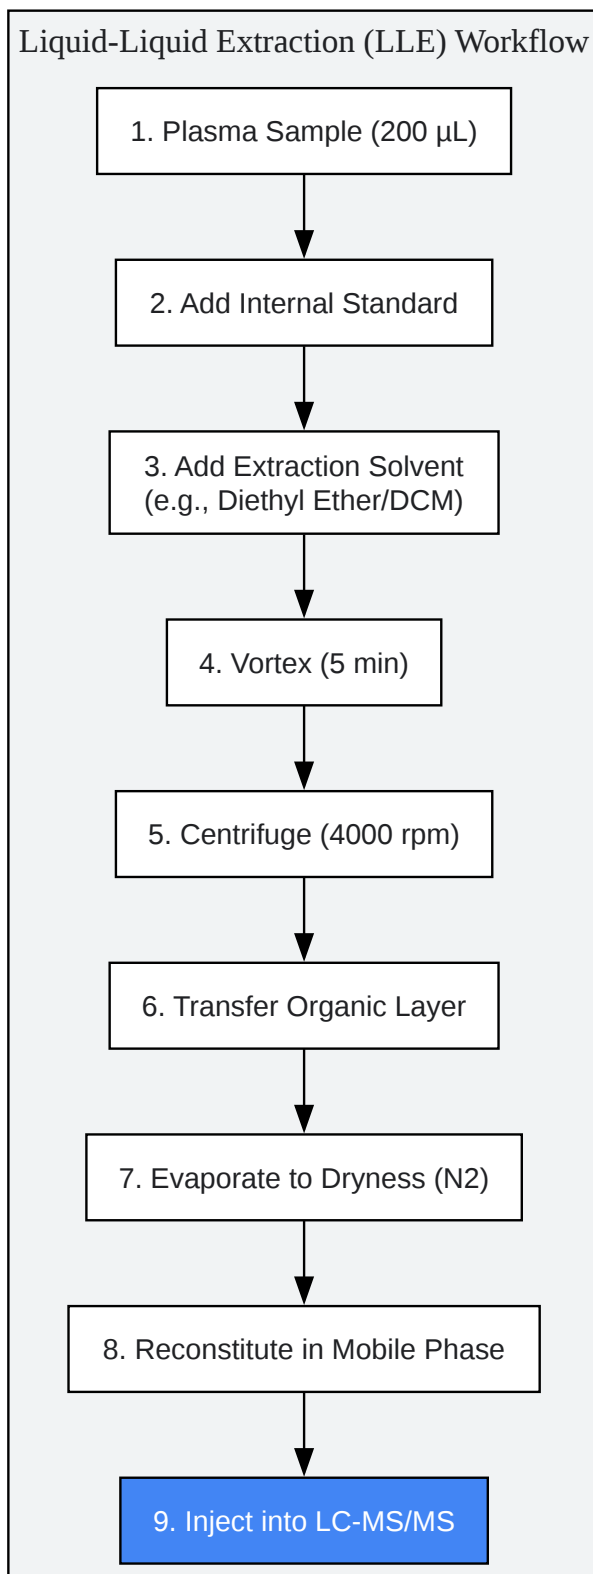 Liquid-Liquid Extraction (LLE) Workflow
1. Plasma Sample (200 µL)
2. Add Internal Standard
3. Add Extraction Solvent
(e.g., Diethyl Ether/DCM)
4. Vortex (5 min)
5. Centrifuge (4000 rpm)
6. Transfer Organic Layer
7. Evaporate to Dryness (N2)
8. Reconstitute in Mobile Phase
9. Inject into LC-MS/MS